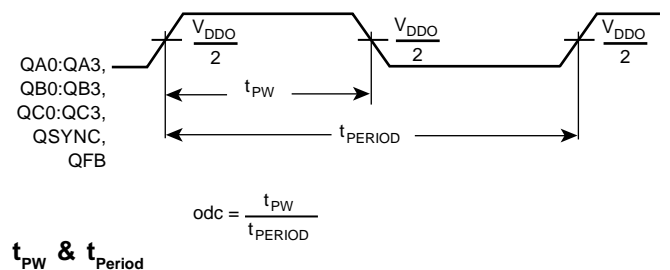 V_DDO
2
V_DDO
2
V_DDO
2
QA0:QA3,
QB0:QB3,
QC0:QC3,
QSYNC,
QFB
t_PW
t_PERIOD
odc = t_PW
t_PERIOD
t_PW & t_Period